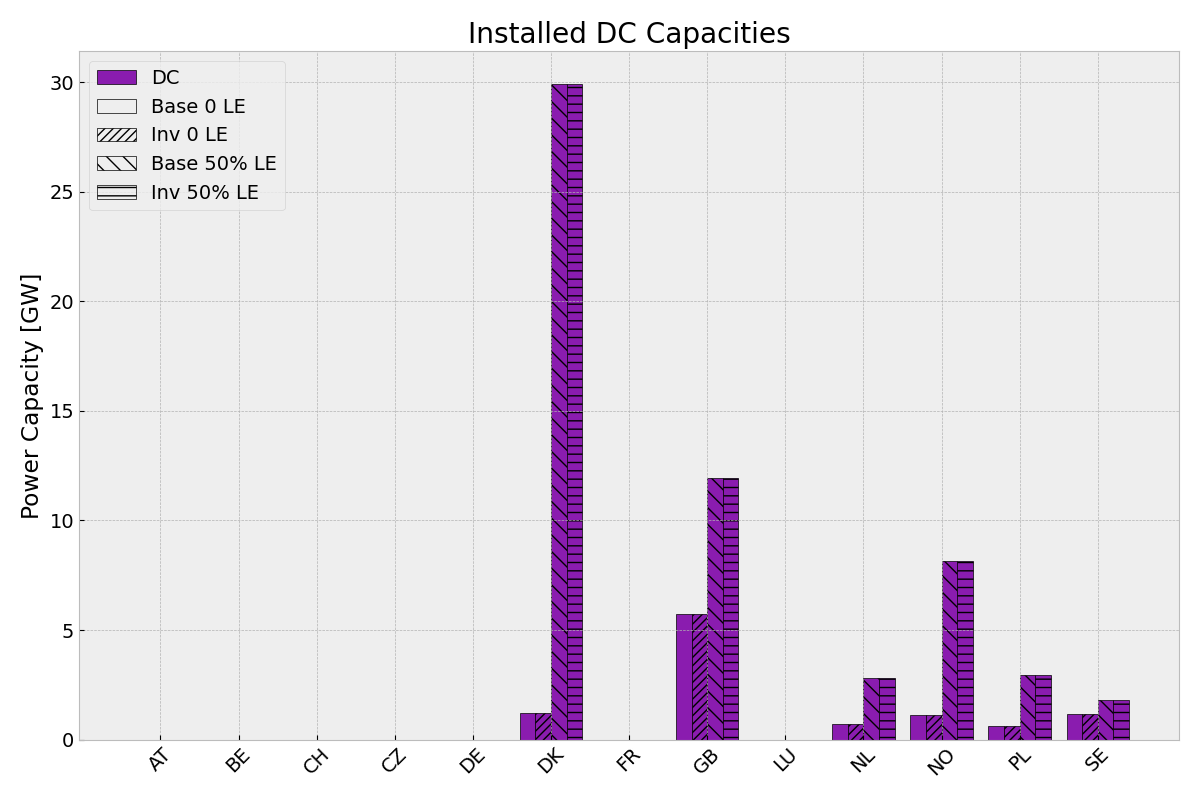 Installed DC Capacities
DC
Base 0 LE
Inv 0 LE
Base 50% LE
Inv 50% LE
Power Capacity [GW]
30
25
20
15
10
5
0
AT BE CH CZ DE DK FR GB LU NL NO PL SE